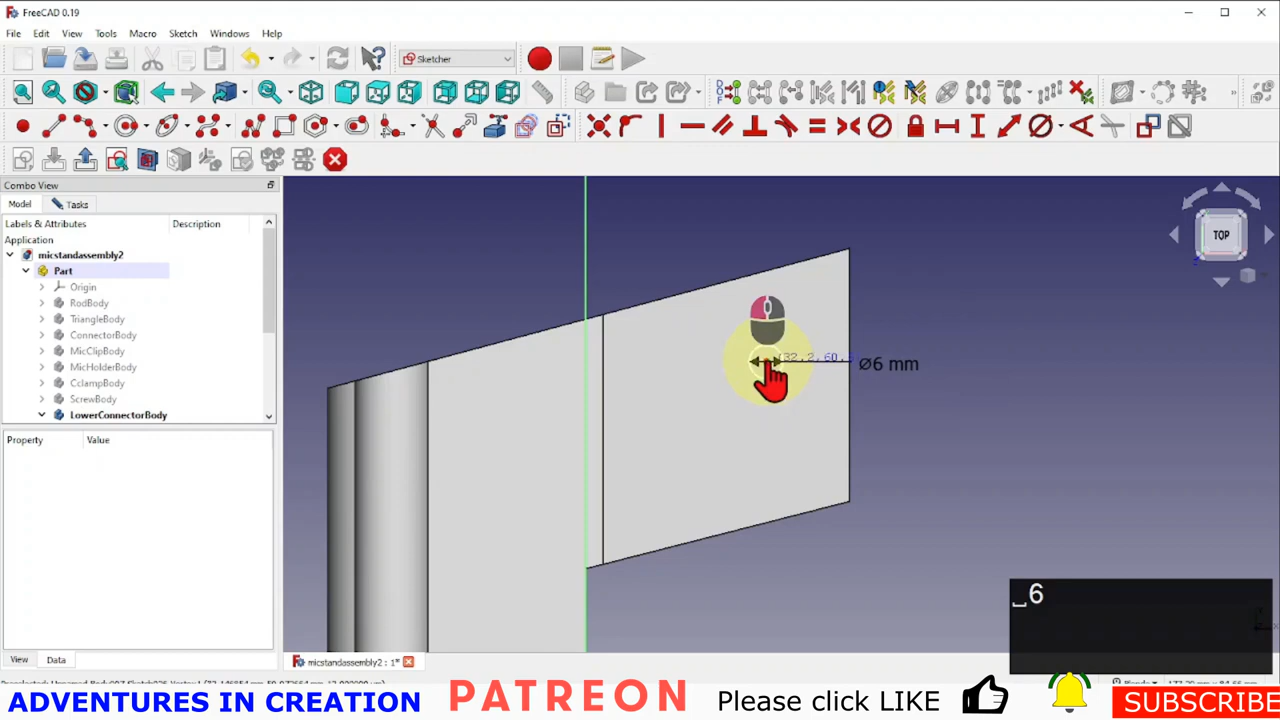 FreeCAD 0.19
File Edit View Tools Macro Sketch Windows Help
Sketcher
Combo View
Model Tasks
Labels & Attributes Description
Application
micstandassembly2
Part
Origin
RodBody
TriangleBody
ConnectorBody
MicClipBody
MicHolderBody
CclampBody
ScrewBody
LowerConnectorBody
Property Value
TOP
Ø6 mm
␣6
View Data
micstandassembly2 : 1*
ADVENTURES IN CREATION PATREON Please click LIKE SUBSCRIBE